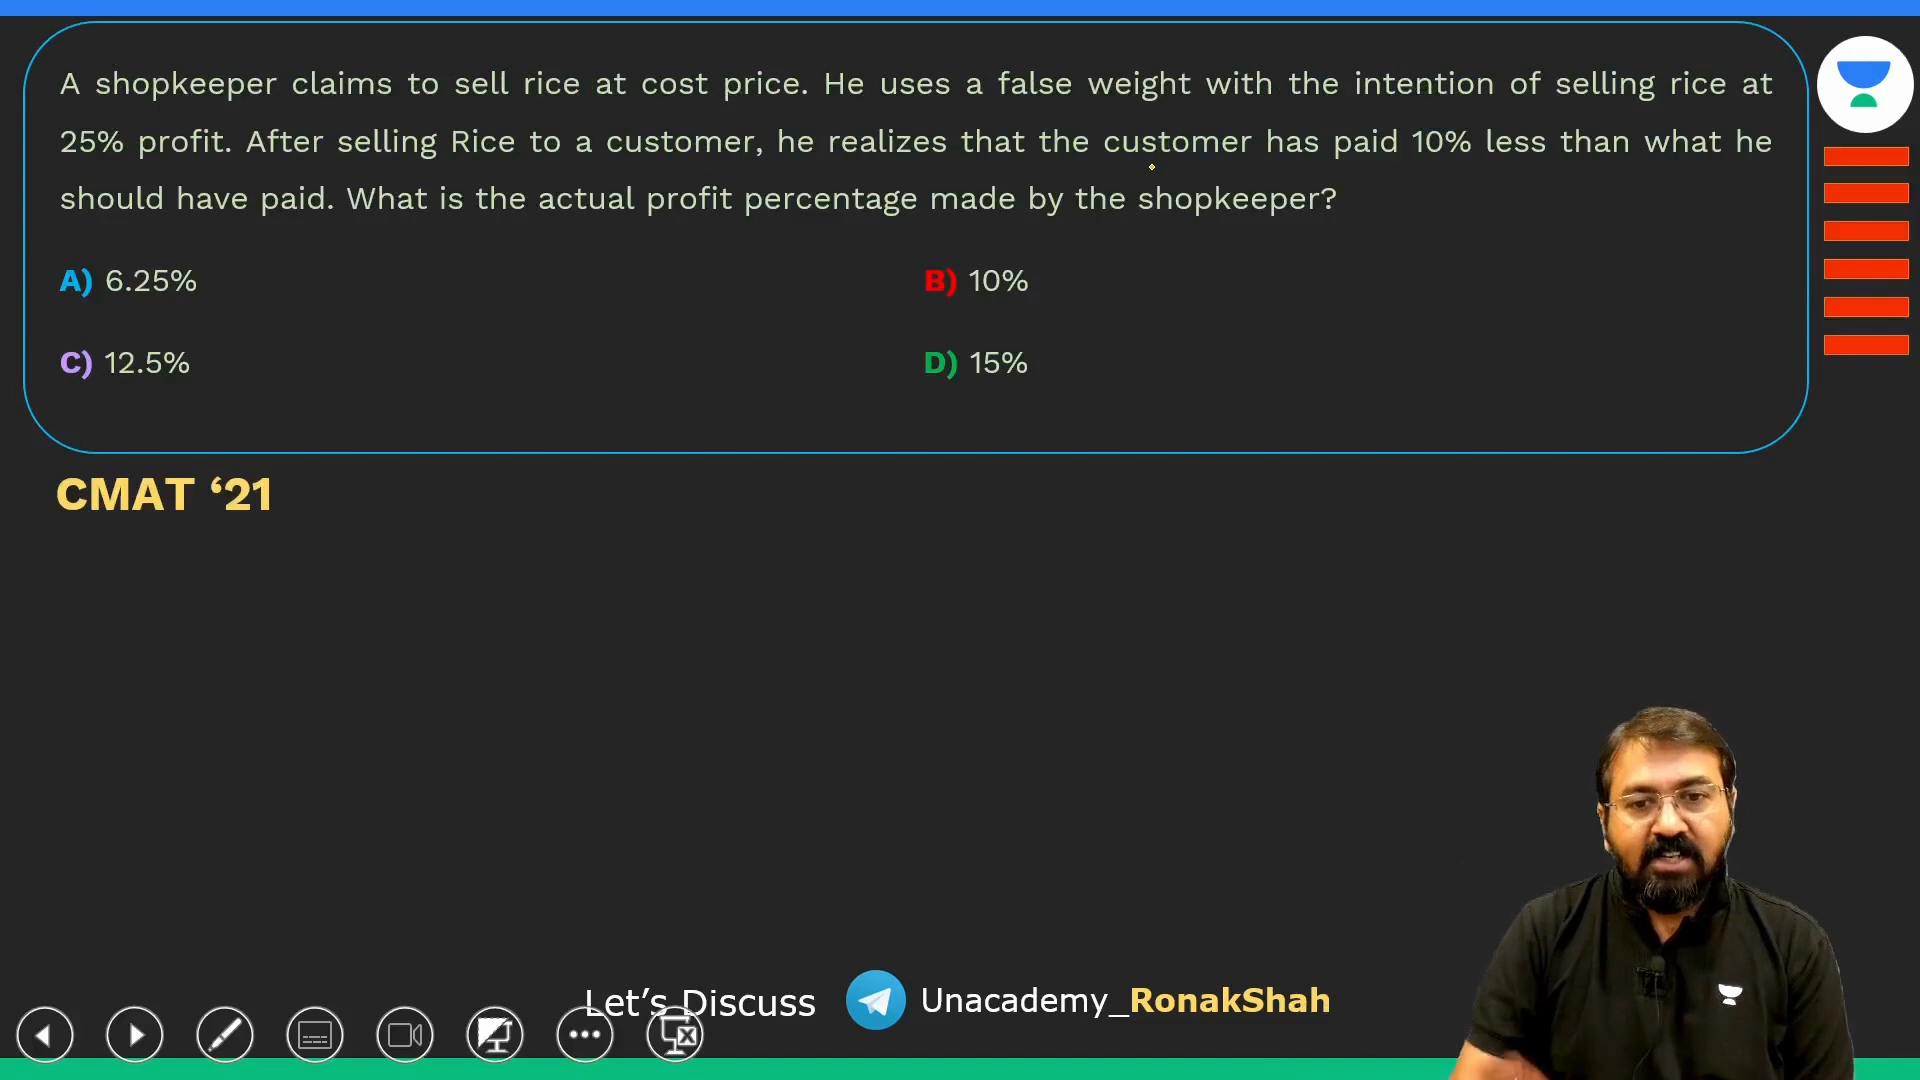 A shopkeeper claims to sell rice at cost price. He uses a false weight with the intention of selling rice at
25% profit. After selling Rice to a customer, he realizes that the customer has paid 10% less than what he
should have paid. What is the actual profit percentage made by the shopkeeper?
A) 6.25%
B) 10%
C) 12.5%
D) 15%
CMAT ‘21
Let’s Discuss
Unacademy_RonakShah